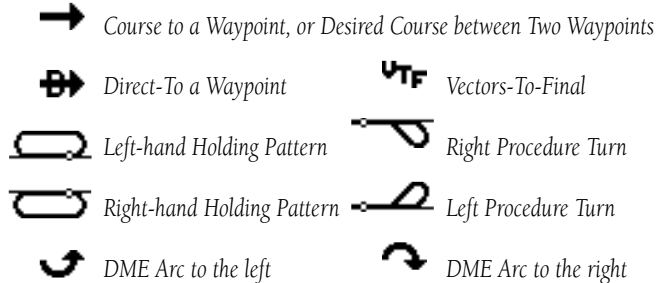 Course to a Waypoint, or Desired Course between Two Waypoints
Direct-To a Waypoint
VTF Vectors-To-Final
Left-hand Holding Pattern
Right Procedure Turn
Right-hand Holding Pattern
Left Procedure Turn
DME Arc to the left
DME Arc to the right